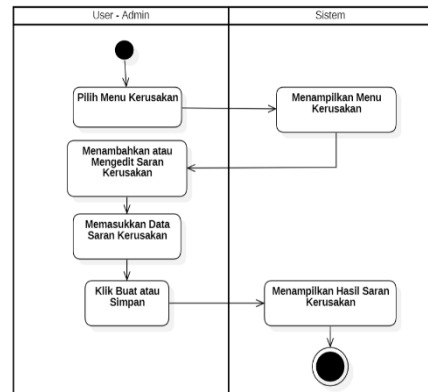 User - Admin
Sistem
Pilih Menu Kerusakan
Menampilkan Menu
Kerusakan
Menambahkan atau
Mengedit Saran
Kerusakan
Memasukkan Data
Saran Kerusakan
Klik Buat atau
Simpan
Menampilkan Hasil Saran
Kerusakan